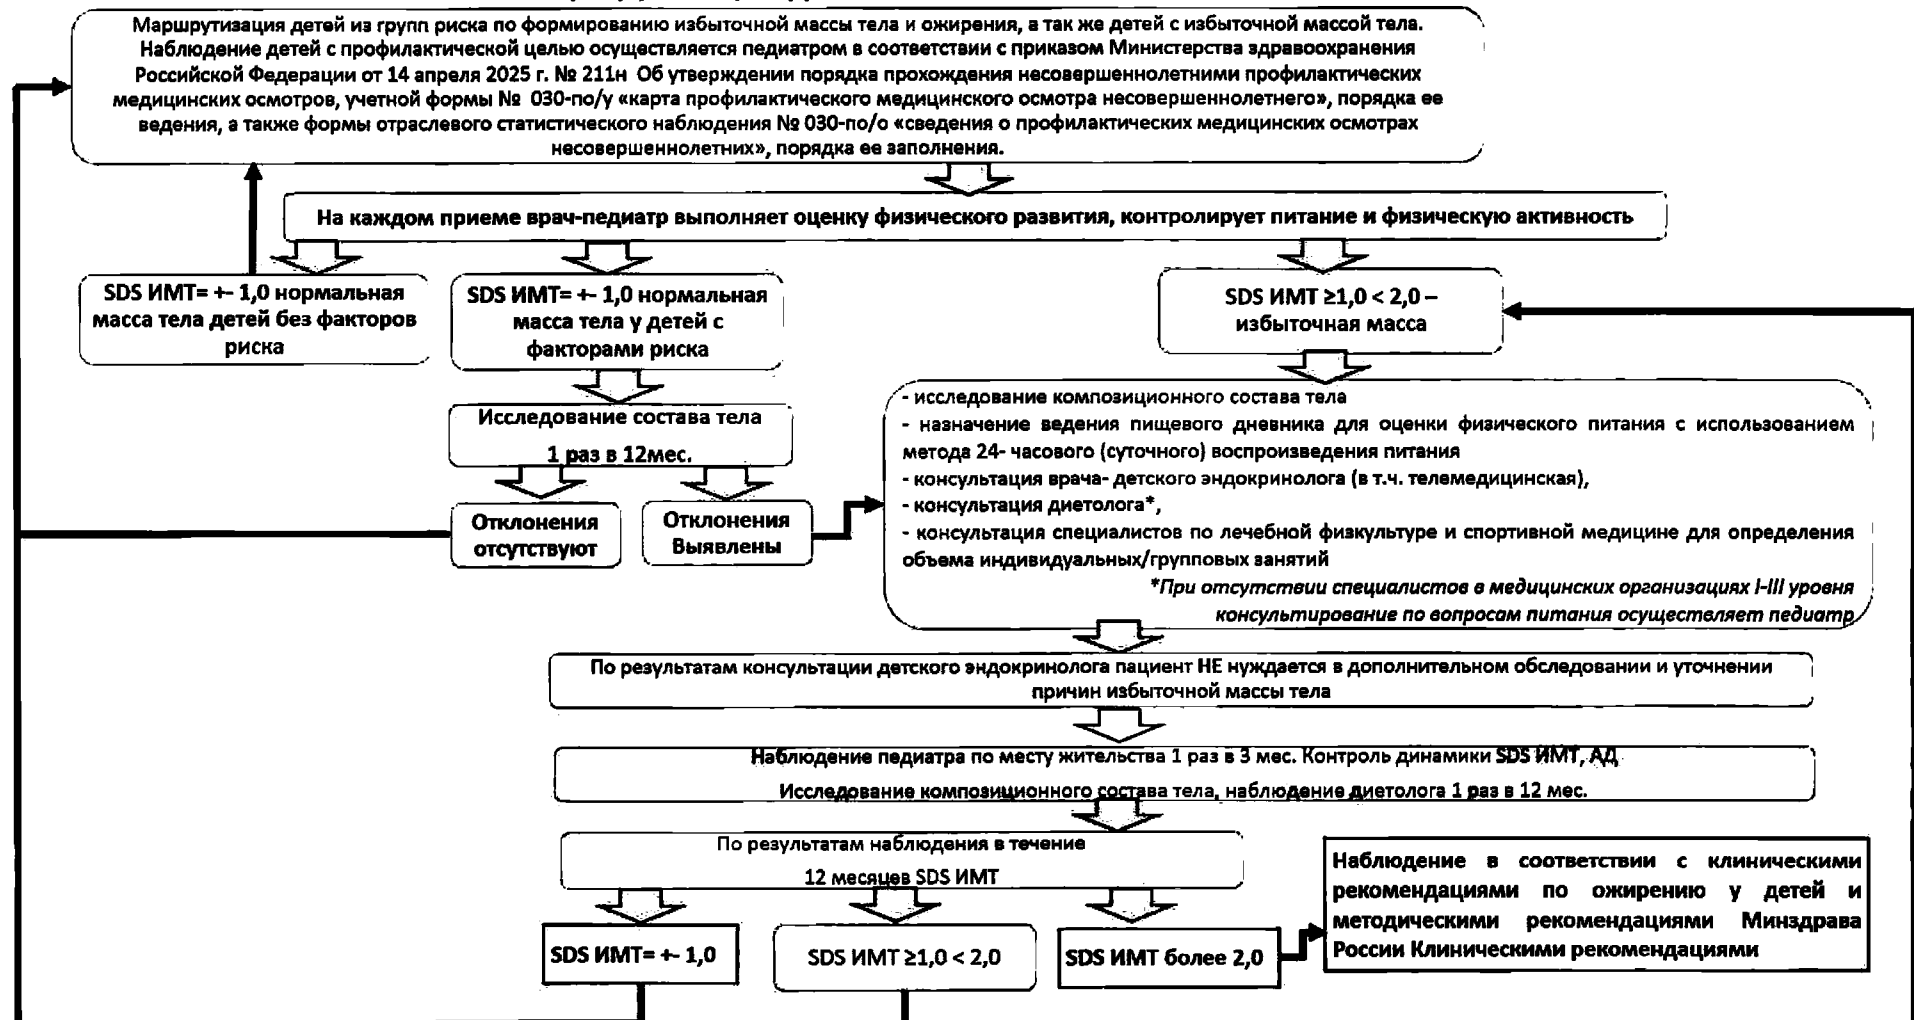 Маршрутизация детей из групп риска по формированию избыточной массы тела и ожирения, а так же детей с избыточной массой тела.
Наблюдение детей с профилактической целью осуществляется педиатром в соответствии с приказом Министерства здравоохранения
Российской Федерации от 14 апреля 2025 г. № 211н Об утверждении порядка прохождения несовершеннолетними профилактических
медицинских осмотров, учетной формы № 030-по/у «карта профилактического медицинского осмотра несовершеннолетнего», порядка ее
ведения, а также формы отраслевого статистического наблюдения № 030-по/о «сведения о профилактических медицинских осмотрах
несовершеннолетних», порядка ее заполнения.
На каждом приеме врач-педиатр выполняет оценку физического развития, контролирует питание и физическую активность
SDS ИМТ= +- 1,0 нормальная
масса тела детей без факторов
риска
SDS ИМТ= +- 1,0 нормальная
масса тела у детей с
факторами риска
SDS ИМТ ≥1,0 < 2,0 –
избыточная масса
Исследование состава тела
1 раз в 12мес.
Отклонения
отсутствуют
Отклонения
Выявлены
- исследование композиционного состава тела
- назначение ведения пищевого дневника для оценки физического питания с использованием
метода 24- часового (суточного) воспроизведения питания
- консультация врача- детского эндокринолога (в т.ч. телемедицинская),
- консультация диетолога*,
- консультация специалистов по лечебной физкультуре и спортивной медицине для определения
объема индивидуальных/групповых занятий
*При отсутствии специалистов в медицинских организациях I-III уровня
консультирование по вопросам питания осуществляет педиатр
По результатам консультации детского эндокринолога пациент НЕ нуждается в дополнительном обследовании и уточнении
причин избыточной массы тела
Наблюдение педиатра по месту жительства 1 раз в 3 мес. Контроль динамики SDS ИМТ, АД
Исследование композиционного состава тела, наблюдение диетолога 1 раз в 12 мес.
По результатам наблюдения в течение
12 месяцев SDS ИМТ
SDS ИМТ= +- 1,0
SDS ИМТ ≥1,0 < 2,0
SDS ИМТ более 2,0
Наблюдение в соответствии с клиническими
рекомендациями по ожирению у детей и
методическими рекомендациями Минздрава
России Клиническими рекомендациями